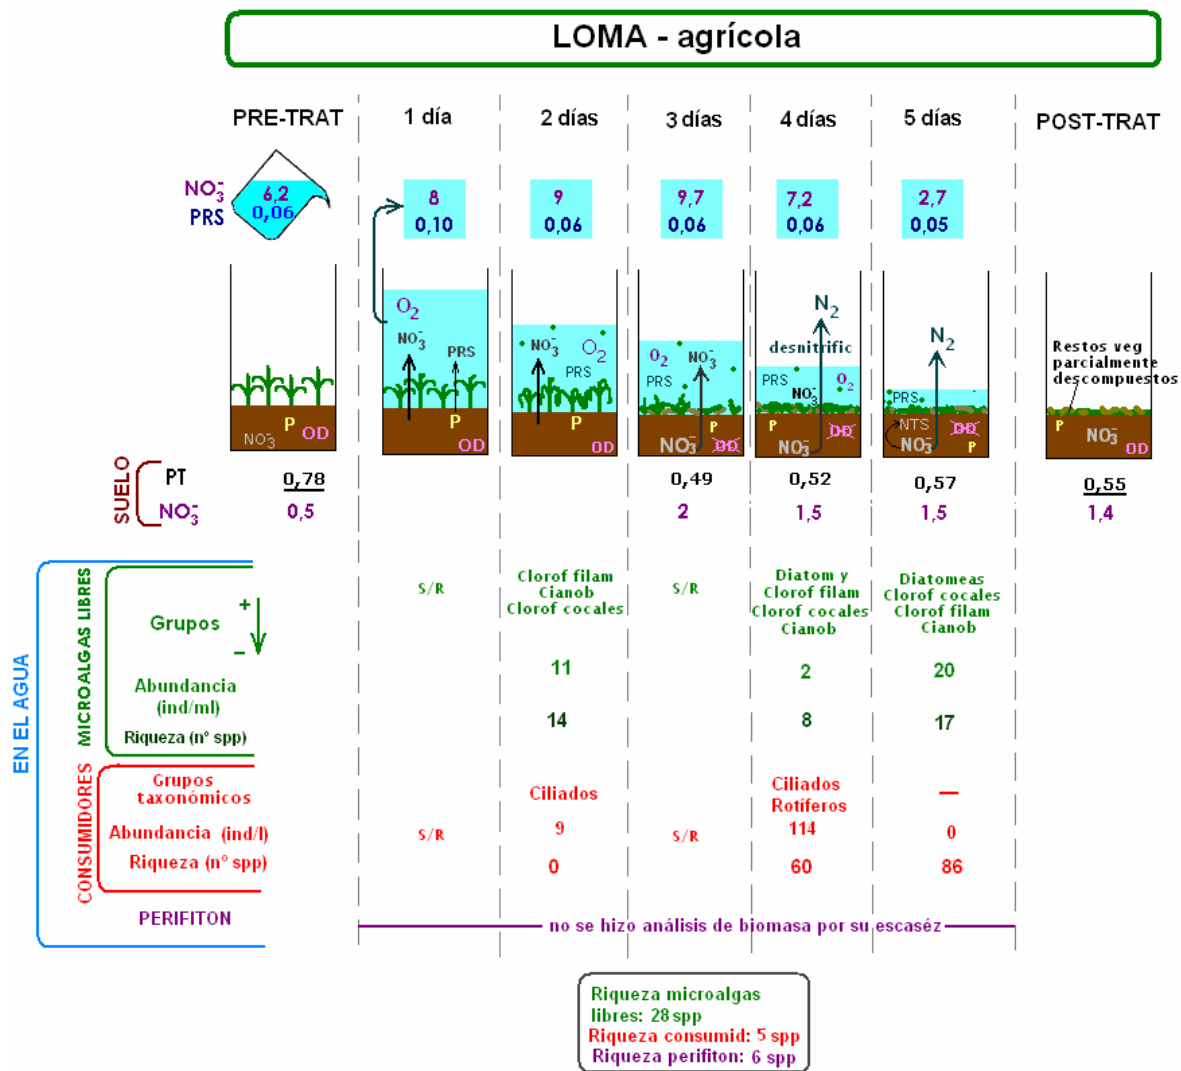 LOMA - agrícola
PRE-TRAT
1 día
2 días
3 días
4 días
5 días
POST-TRAT
NO₃⁻
PRS
6,2
0,06
8
0,10
9
0,06
9,7
0,06
7,2
0,06
2,7
0,05
NO₃⁻
P
OD
O₂
NO₃⁻
PRS
P
OD
NO₃⁻
O₂
PRS
P
OD
O₂
NO₃⁻
PRS
P
NO₃⁻
OD
N₂
desnitrific
PRS
O₂
NO₃⁻
P
OD
NO₃⁻
N₂
PRS
NTS
OD
NO₃⁻
P
Restos veg
parcialmente
descompuestos
P
NO₃⁻
OD
SUELO
PT
0,78
0,49
0,52
0,57
0,55
NO₃⁻
0,5
2
1,5
1,5
1,4
EN EL AGUA
MICROALGAS LIBRES
Grupos
+
–
S/R
Clorof filam
Cianob
Clorof cocales
S/R
Diatom y
Clorof filam
Clorof cocales
Cianob
Diatomeas
Clorof cocales
Clorof filam
Cianob
Abundancia
(ind/ml)
11
2
20
Riqueza (nº spp)
14
8
17
CONSUMIDORES
Grupos
taxonómicos
Ciliados
Ciliados
Rotíferos
—
Abundancia (ind/l)
S/R
9
S/R
114
0
Riqueza (nº spp)
0
60
86
PERIFITON
no se hizo análisis de biomasa por su escaséz
Riqueza microalgas
libres: 28 spp
Riqueza consumid: 5 spp
Riqueza perifiton: 6 spp